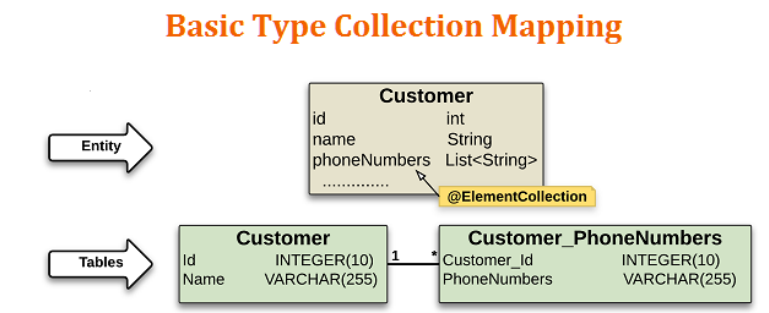 Basic Type Collection Mapping
Customer
id int
name String
phoneNumbers List<String>
..............
Entity
@ElementCollection
Customer
Id INTEGER(10)
Name VARCHAR(255)
1 *
Customer_PhoneNumbers
Customer_Id INTEGER(10)
PhoneNumbers VARCHAR(255)
Tables